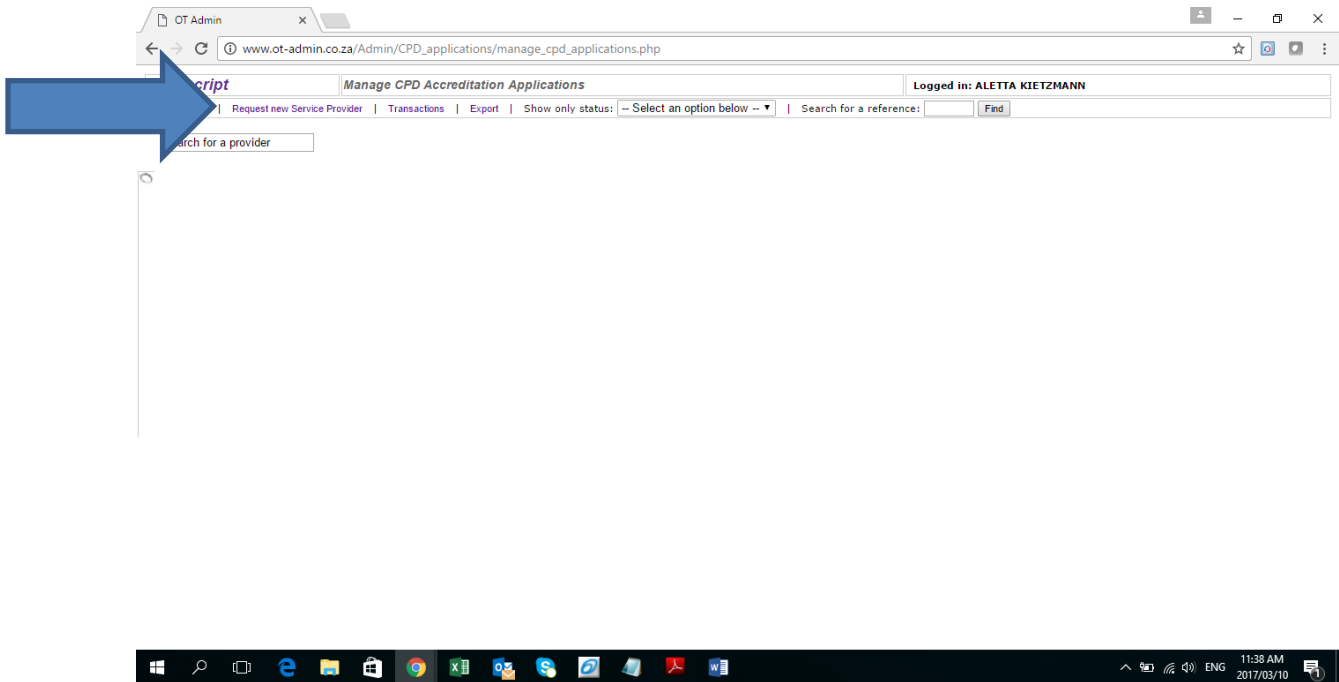 OT Admin
www.ot-admin.co.za/Admin/CPD_applications/manage_cpd_applications.php
Manage CPD Accreditation Applications Logged in: ALETTA KIETZMANN
| Request new Service Provider | Transactions | Export | Show only status: -- Select an option below -- | Search for a reference: Find
for a provider
ENG 11:38 AM
2017/03/10
1